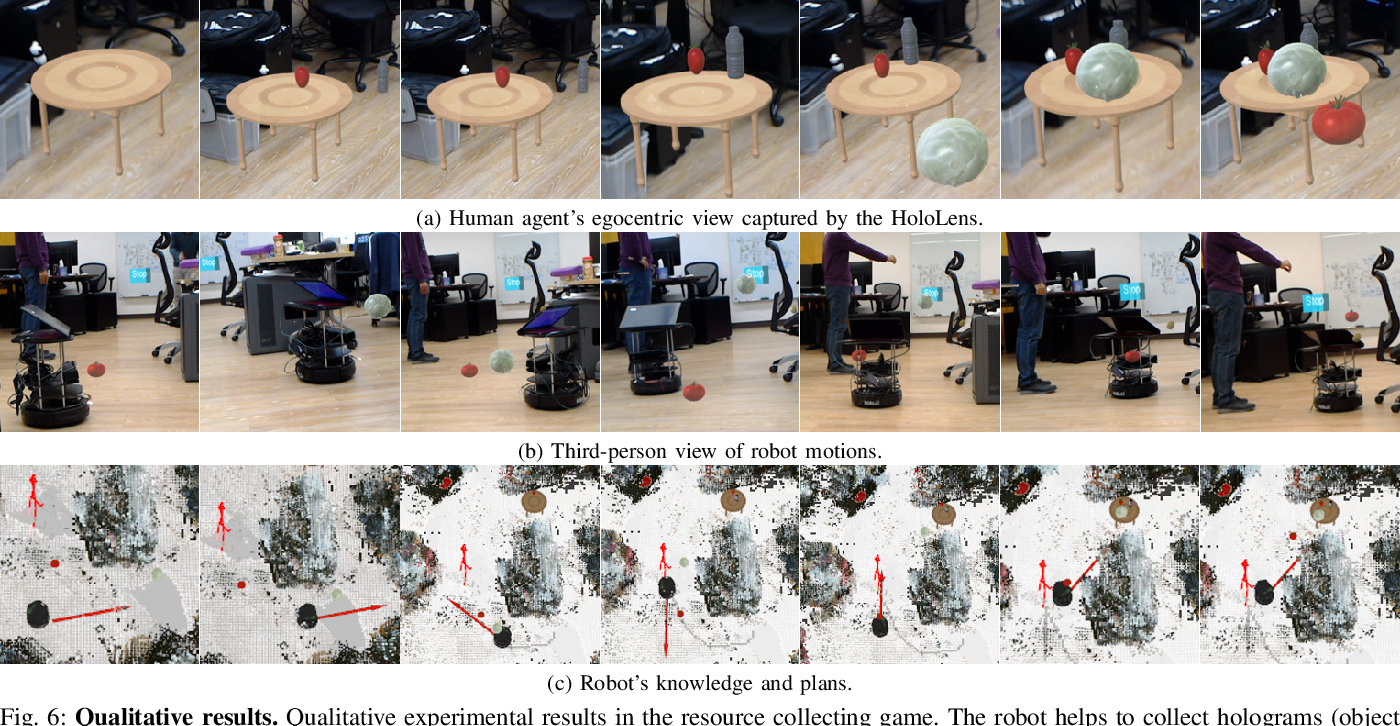 (a) Human agent's egocentric view captured by the HoloLens.
Stop Stop Stop Stop Stop Stop Stop
(b) Third-person view of robot motions.
(c) Robot's knowledge and plans.
Fig. 6: Qualitative results. Qualitative experimental results in the resource collecting game. The robot helps to collect holograms (object